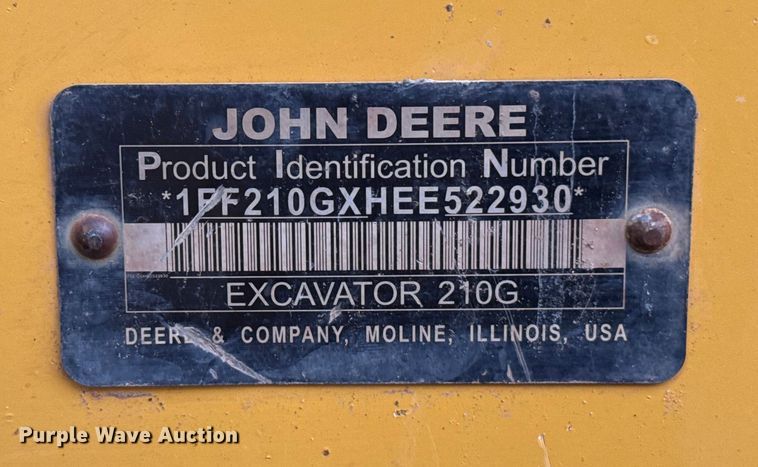 JOHN DEERE
Product Identification Number
*1FF210GXHEE522930*
EXCAVATOR 210G
DEERE & COMPANY, MOLINE, ILLINOIS, USA
Purple Wave Auction